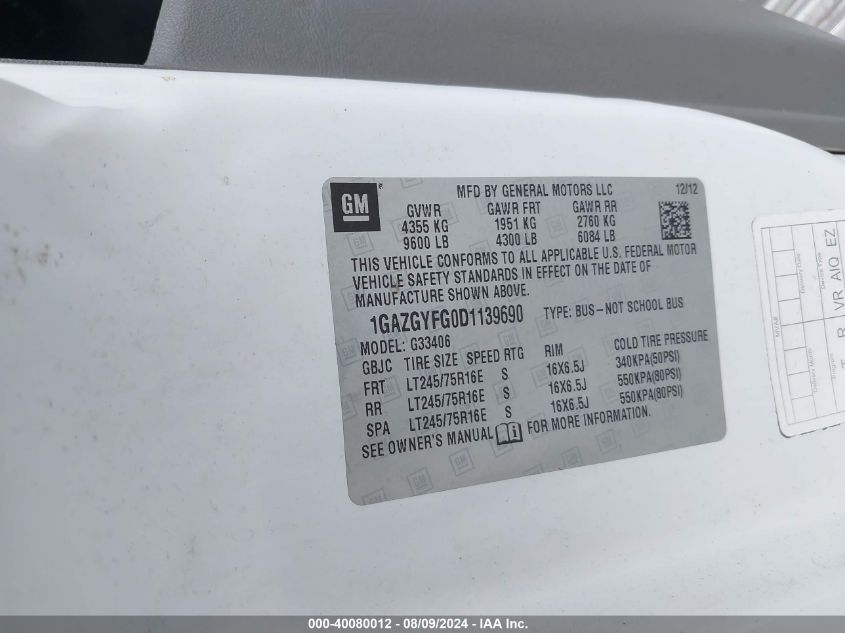 GM
MFD BY GENERAL MOTORS LLC 12/12
GVWR GAWR FRT GAWR RR
4355 KG 1951 KG 2760 KG
9600 LB 4300 LB 6084 LB
THIS VEHICLE CONFORMS TO ALL APPLICABLE U.S. FEDERAL MOTOR
VEHICLE SAFETY STANDARDS IN EFFECT ON THE DATE OF
MANUFACTURE SHOWN ABOVE.
1GAZGYFG0D1139690 TYPE: BUS-NOT SCHOOL BUS
MODEL: G33406
GBJC TIRE SIZE SPEED RTG RIM COLD TIRE PRESSURE
FRT LT245/75R16E S 16X6.5J 340KPA(50PSI)
RR LT245/75R16E S 16X6.5J 550KPA(80PSI)
SPA LT245/75R16E S 16X6.5J 550KPA(80PSI)
SEE OWNER'S MANUAL FOR MORE INFORMATION.
VR AIQ EZ
000-40080012 - 08/09/2024 - IAA Inc.